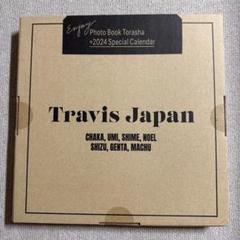 Enjoy
Photo Book Torasha
+2024 Special Calendar
Travis Japan
CHAKA, UMI, SHIME, NOEL
SHIZU, GENTA, MACHU